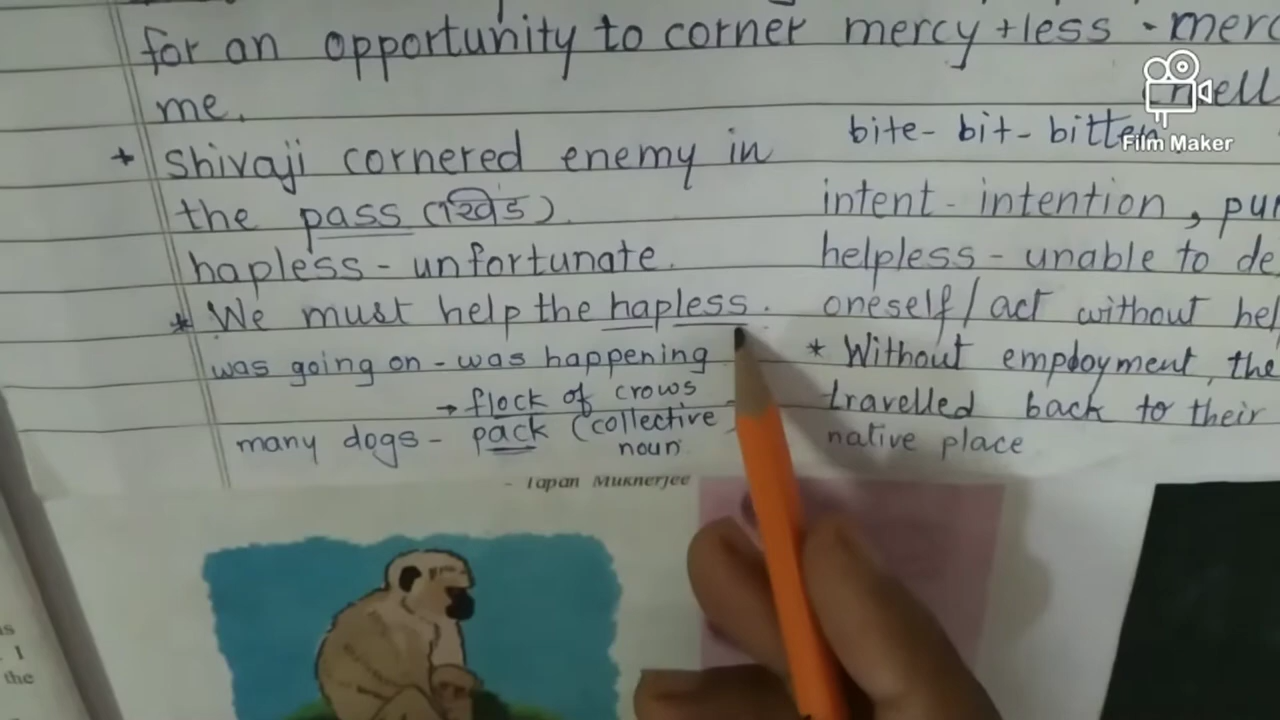 for an opportunity to corner
me.
* Shivaji cornered enemy in
the pass (खिंड).
hapless - unfortunate.
* We must help the hapless.
was going on - was happening
→ flock of crows
many dogs - pack (collective
noun
mercy + less - merc
bite - bit - bitten
intent - intention, pur
helpless - unable to de
oneself / act without hel
* Without employment, the
travelled back to their
native place
- Tapan Mukherjee
Film Maker
I
the